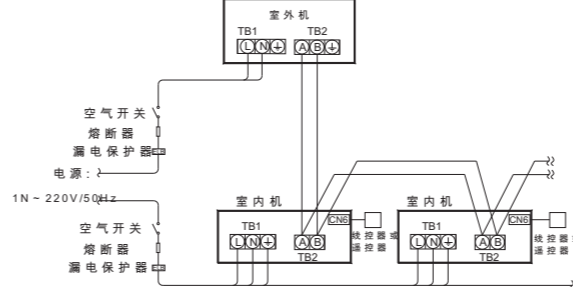 室外机
TB1 TB2
L N A B
空气开关
熔断器
漏电保护器
电源:
1N~220V/50Hz
室内机 室内机
CN6 CN6
空气开关
TB1 TB1
线控器或 线控器
L N A B L N A B
遥控器 遥控器
熔断器
TB2 TB2
漏电保护器